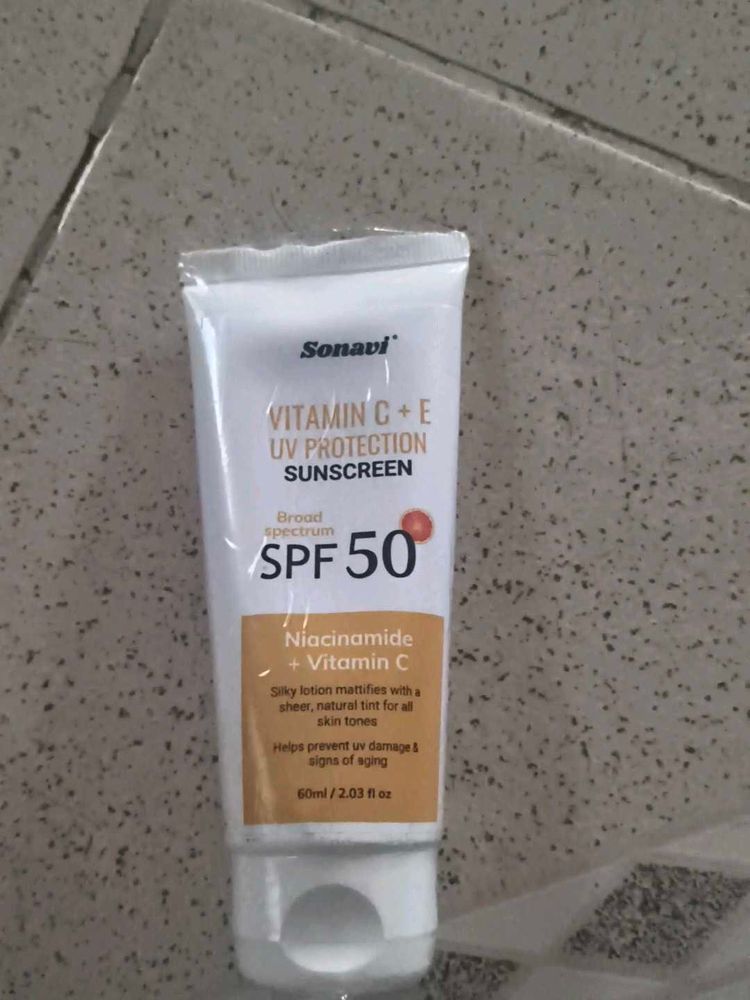 Sonavi®
VITAMIN C + E
UV PROTECTION
SUNSCREEN
Broad
spectrum
SPF 50
Niacinamide
+ Vitamin C
Silky lotion mattifies with a
sheer, natural tint for all
skin tones
Helps prevent uv damage &
signs of aging
60ml / 2.03 fl oz